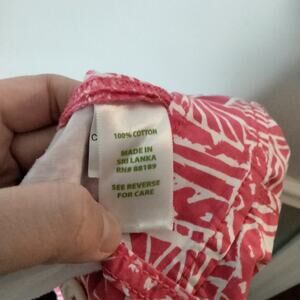 C
100% COTTON
MADE IN
SRI LANKA
RN# 88189
SEE REVERSE
FOR CARE